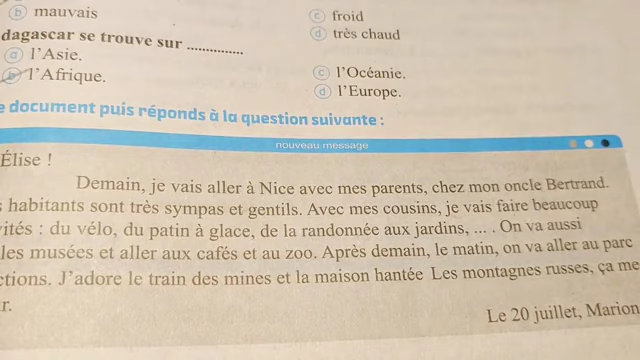 b mauvais
c froid
d très chaud
dagascar se trouve sur ..............
a l'Asie.
b l'Afrique.
c l'Océanie.
d l'Europe.
document puis réponds à la question suivante :
nouveau message
Élise !
Demain, je vais aller à Nice avec mes parents, chez mon oncle Bertrand.
habitants sont très sympas et gentils. Avec mes cousins, je vais faire beaucoup
ités : du vélo, du patin à glace, de la randonnée aux jardins, ... . On va aussi
les musées et aller aux cafés et au zoo. Après demain, le matin, on va aller au parc
ctions. J'adore le train des mines et la maison hantée Les montagnes russes, ça me
r.
Le 20 juillet, Marion